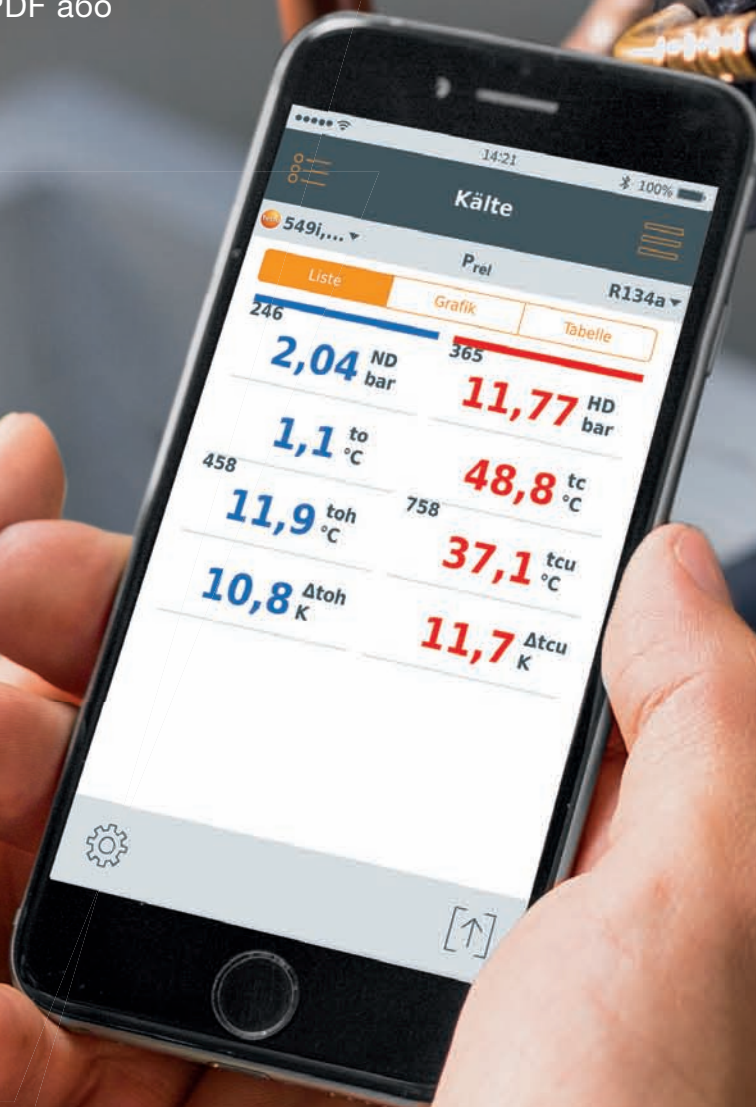 PDF або
14:21
100%
Kälte
549i,...
Prel
R134a
Liste
Grafik
Tabelle
246
2,04 ND bar
365
11,77 HD bar
1,1 to °C
48,8 tc °C
458
11,9 toh °C
758
37,1 tcu °C
10,8 Δtoh K
11,7 Δtcu K